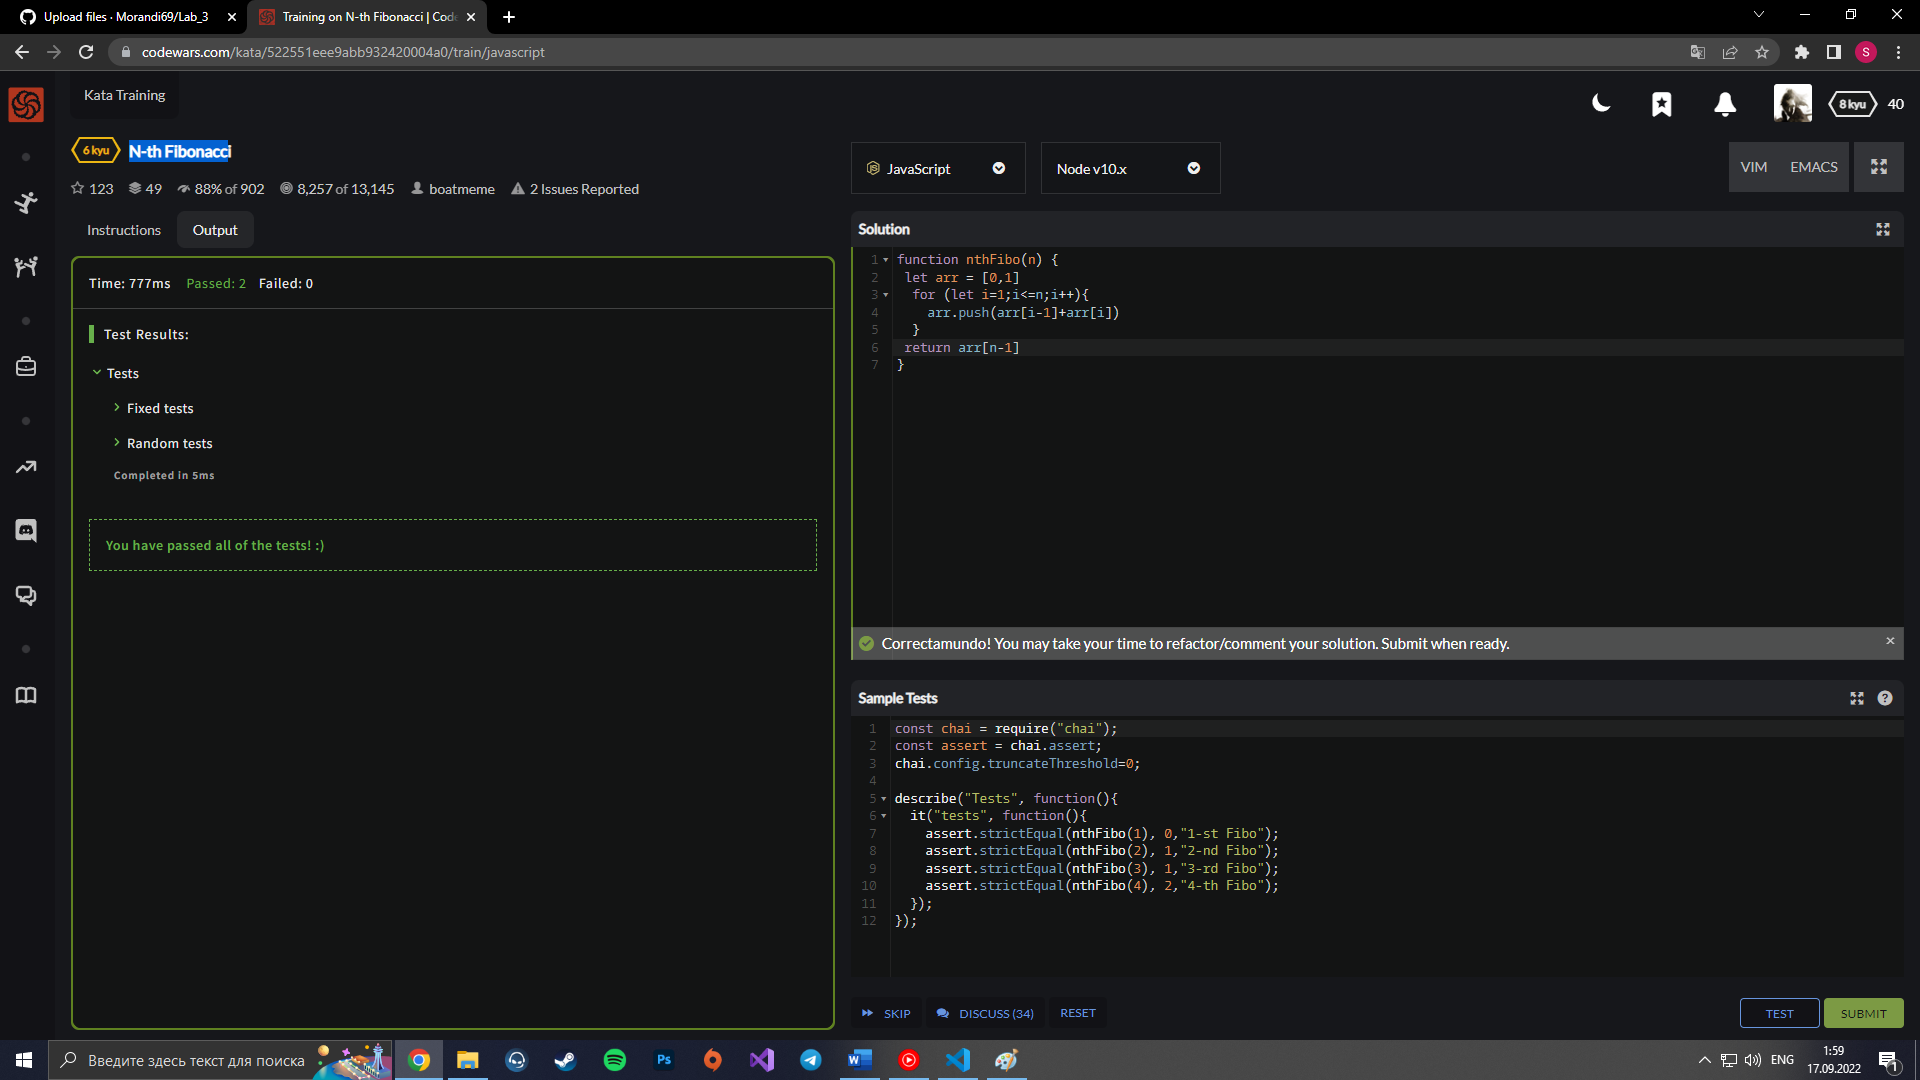 Upload files · Morandi69/Lab_3
Training on N-th Fibonacci | Code
codewars.com/kata/522551eee9abb932420004a0/train/javascript
S
Kata Training
8 kyu 40
6 kyu N-th Fibonacci
123 49 88% of 902 8,257 of 13,145 boatmeme 2 Issues Reported
Instructions Output
Time: 777ms Passed: 2 Failed: 0
Test Results:
Tests
Fixed tests
Random tests
Completed in 5ms
You have passed all of the tests! :)
JavaScript Node v10.x VIM EMACS
Solution
1 function nthFibo(n) {
2 let arr = [0,1]
3 for (let i=1;i<=n;i++){
4 arr.push(arr[i-1]+arr[i])
5 }
6 return arr[n-1]
7 }
Correctamundo! You may take your time to refactor/comment your solution. Submit when ready.
Sample Tests
1 const chai = require("chai");
2 const assert = chai.assert;
3 chai.config.truncateThreshold=0;
4
5 describe("Tests", function(){
6 it("tests", function(){
7 assert.strictEqual(nthFibo(1), 0,"1-st Fibo");
8 assert.strictEqual(nthFibo(2), 1,"2-nd Fibo");
9 assert.strictEqual(nthFibo(3), 1,"3-rd Fibo");
10 assert.strictEqual(nthFibo(4), 2,"4-th Fibo");
11 });
12 });
SKIP DISCUSS (34) RESET TEST SUBMIT
Введите здесь текст для поиска
Ps
W
ENG
1:59
17.09.2022
1